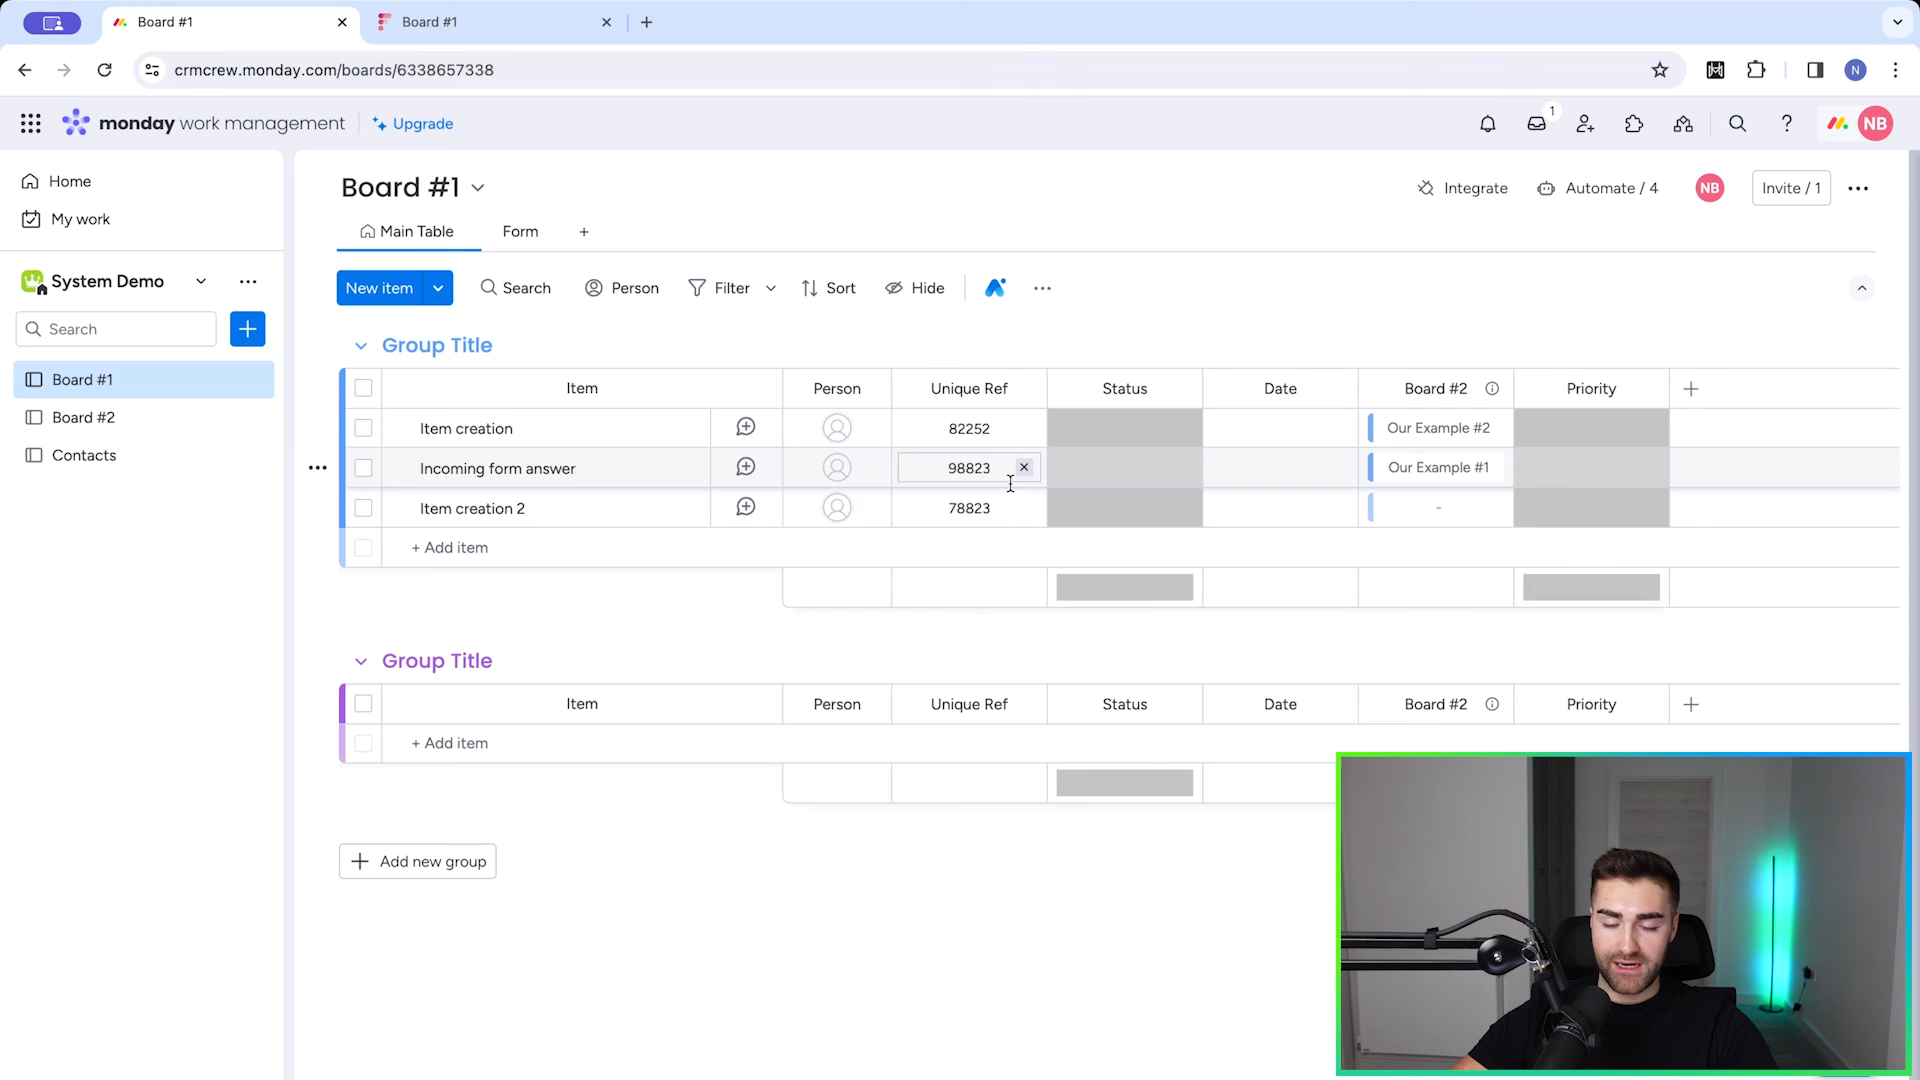 Board #1
Board #1
crmcrew.monday.com/boards/6338657338
N
monday work management
Upgrade
1
NB
Home
My work
System Demo
Search
Board #1
Board #2
Contacts
Board #1
Integrate
Automate / 4
NB
Invite / 1
Main Table
Form
New item
Search
Person
Filter
Sort
Hide
Group Title
Item Person Unique Ref Status Date Board #2 Priority
Item creation 82252 Our Example #2
Incoming form answer 98823 Our Example #1
Item creation 2 78823 -
+ Add item
Group Title
Item Person Unique Ref Status Date Board #2 Priority
+ Add item
Add new group